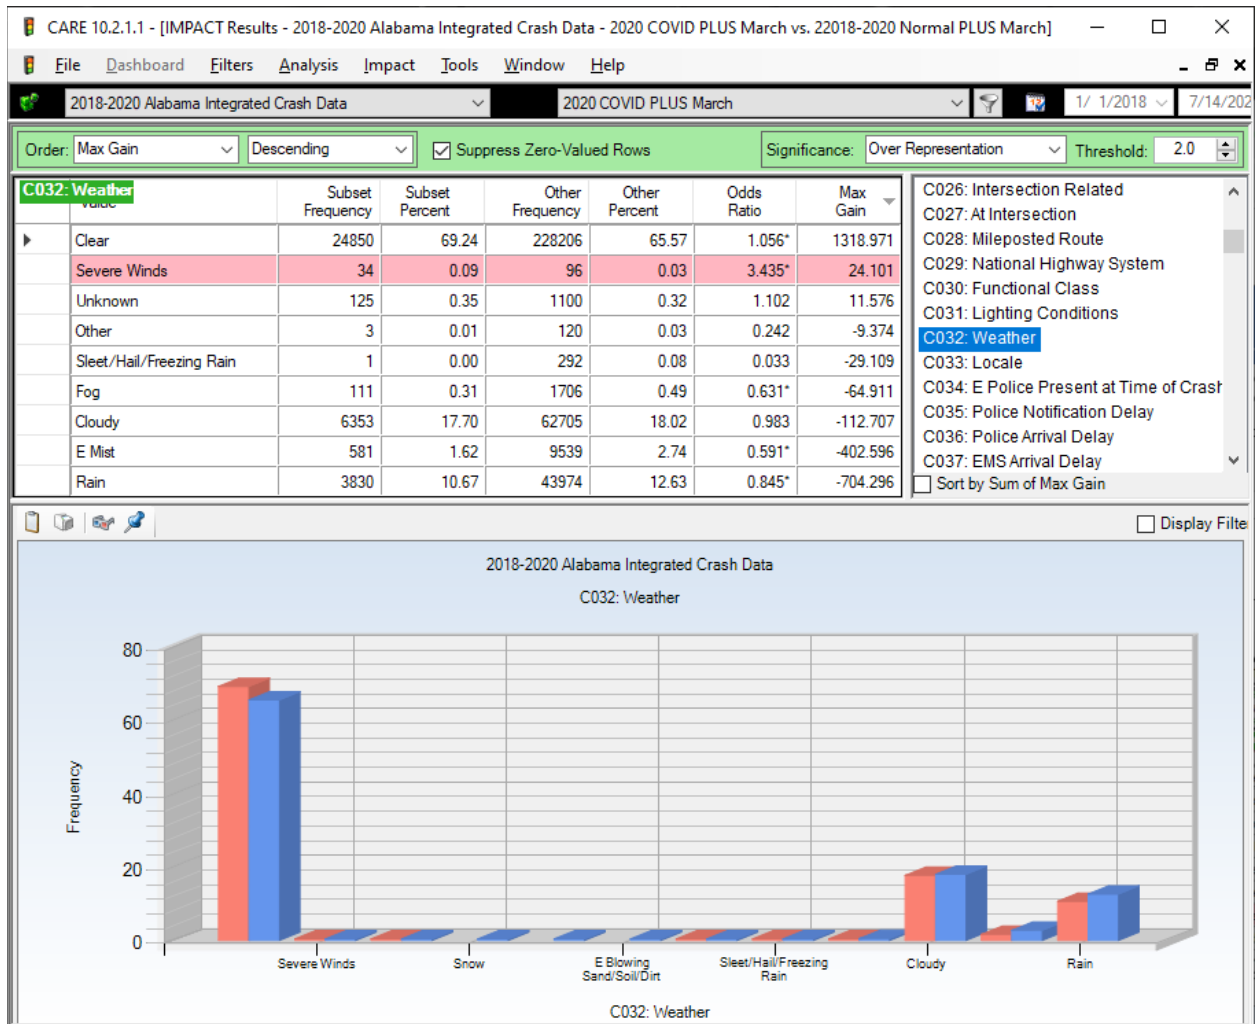 CARE 10.2.1.1 - [IMPACT Results - 2018-2020 Alabama Integrated Crash Data - 2020 COVID PLUS March vs. 22018-2020 Normal PLUS March]
File Dashboard Filters Analysis Impact Tools Window Help
2018-2020 Alabama Integrated Crash Data 2020 COVID PLUS March 1/ 1/2018 7/14/202
Order: Max Gain Descending Suppress Zero-Valued Rows Significance: Over Representation Threshold: 2.0
C032: Weather Subset Frequency Subset Percent Other Frequency Other Percent Odds Ratio Max Gain
Clear 24850 69.24 228206 65.57 1.056* 1318.971
Severe Winds 34 0.09 96 0.03 3.435* 24.101
Unknown 125 0.35 1100 0.32 1.102 11.576
Other 3 0.01 120 0.03 0.242 -9.374
Sleet/Hail/Freezing Rain 1 0.00 292 0.08 0.033 -29.109
Fog 111 0.31 1706 0.49 0.631* -64.911
Cloudy 6353 17.70 62705 18.02 0.983 -112.707
E Mist 581 1.62 9539 2.74 0.591* -402.596
Rain 3830 10.67 43974 12.63 0.845* -704.296
C026: Intersection Related
C027: At Intersection
C028: Mileposted Route
C029: National Highway System
C030: Functional Class
C031: Lighting Conditions
C032: Weather
C033: Locale
C034: E Police Present at Time of Crash
C035: Police Notification Delay
C036: Police Arrival Delay
C037: EMS Arrival Delay
Sort by Sum of Max Gain
Display Filte
2018-2020 Alabama Integrated Crash Data
C032: Weather
80
60
40
20
0
Frequency
Severe Winds
Snow
E Blowing
Sand/Soil/Dirt
Sleet/Hail/Freezing
Rain
Cloudy
Rain
C032: Weather